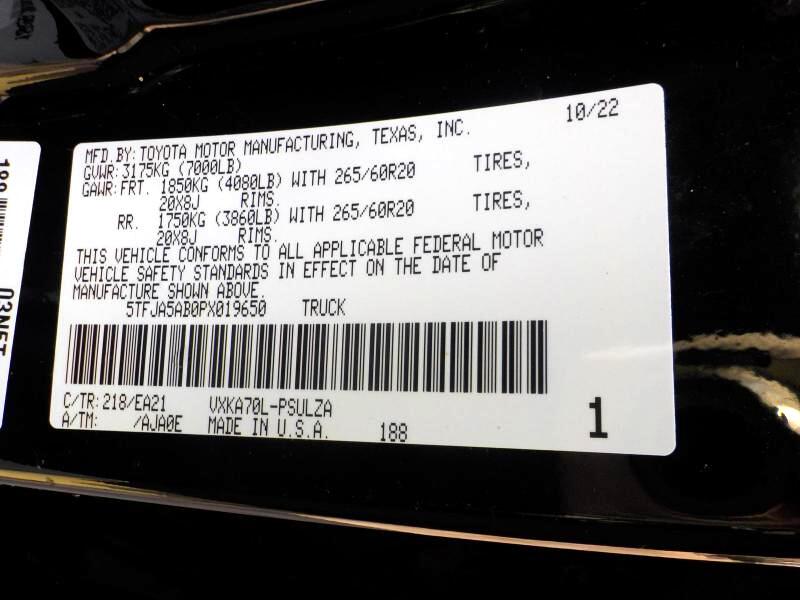 MFD. BY: TOYOTA MOTOR MANUFACTURING, TEXAS, INC. 10/22
GVWR: 3175KG (7000LB)
GAWR: FRT. 1850KG (4080LB) WITH 265/60R20 TIRES,
20X8J RIMS.
RR. 1750KG (3860LB) WITH 265/60R20 TIRES,
20X8J RIMS.
THIS VEHICLE CONFORMS TO ALL APPLICABLE FEDERAL MOTOR
VEHICLE SAFETY STANDARDS IN EFFECT ON THE DATE OF
MANUFACTURE SHOWN ABOVE.
5TFJA5AB0PX019650 TRUCK
C/TR: 218/EA21 VXKA70L-PSULZA
A/TM: /AJA0E MADE IN U.S.A. 188
1